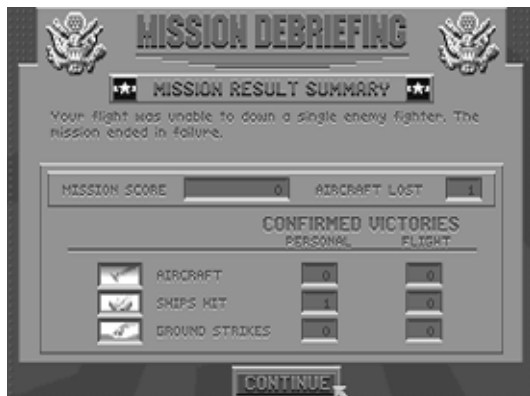 MISSION DEBRIEFING
MISSION RESULT SUMMARY
Your flight was unable to down a single enemy fighter. The
mission ended in failure.
MISSION SCORE 0 AIRCRAFT LOST 1
CONFIRMED VICTORIES
PERSONAL FLIGHT
AIRCRAFT 0 0
SHIPS HIT 1 0
GROUND STRIKES 0 0
CONTINUE